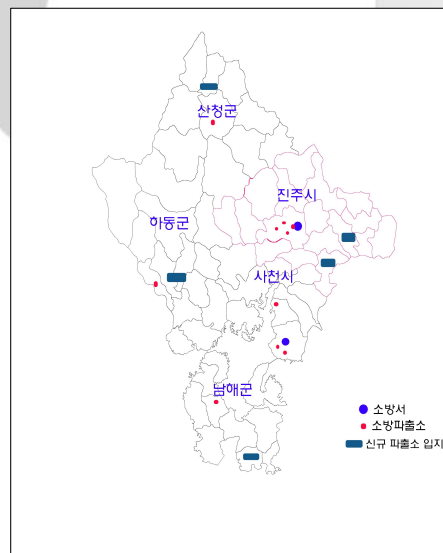 산청군
진주시
하동군
사천시
남해군
소방서
소방파출소
신규 파출소 입지